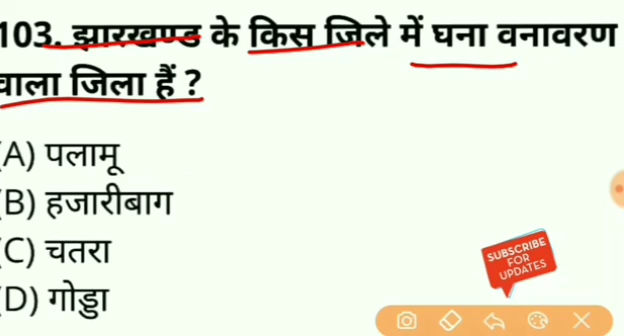 103. झारखण्ड के किस जिले में घना वनावरण
वाला जिला हैं ?
(A) पलामू
(B) हजारीबाग
(C) चतरा
(D) गोड्डा
SUBSCRIBE
FOR
UPDATES